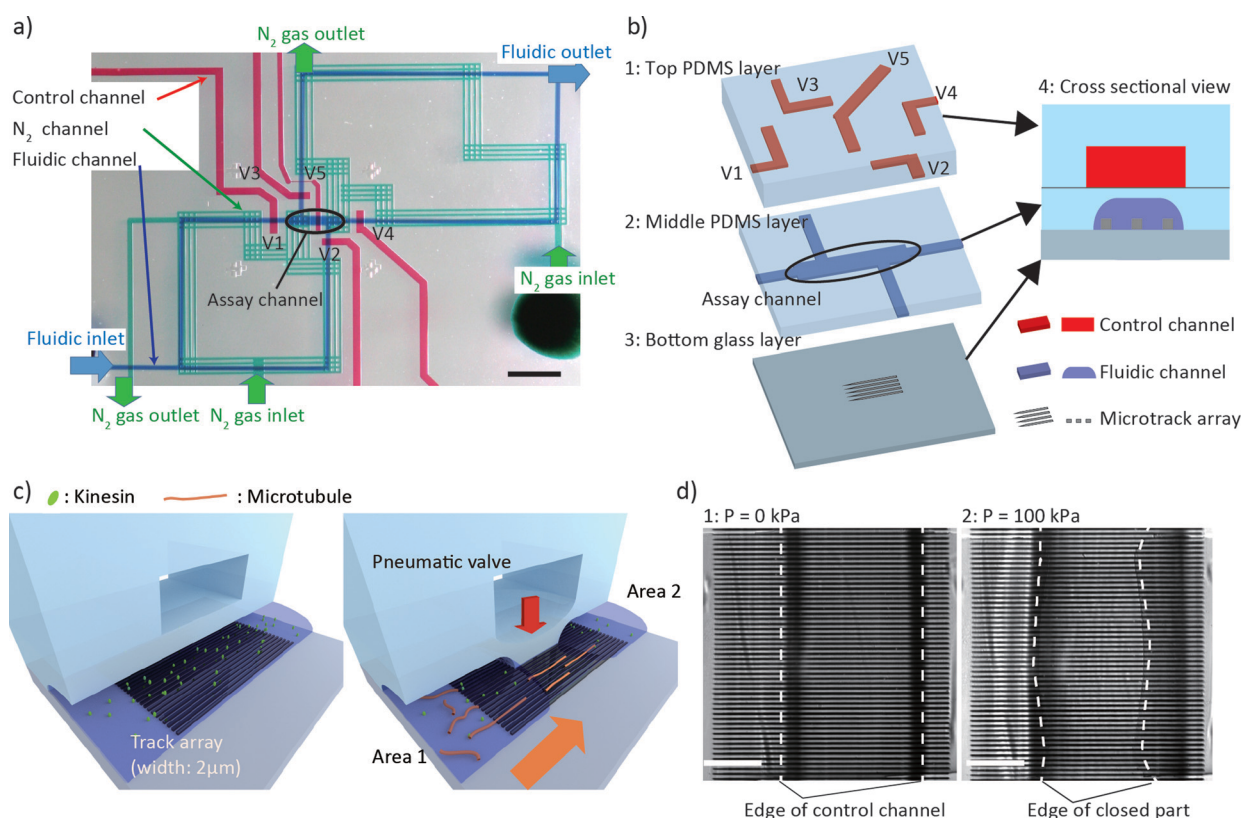 a)
N₂ gas outlet
Fluidic outlet
Control channel
N₂ channel
Fluidic channel
V3
V5
V1
V2
V4
Assay channel
N₂ gas inlet
Fluidic inlet
N₂ gas outlet
N₂ gas inlet
b)
1: Top PDMS layer
V5
V3
V4
V1
V2
4: Cross sectional view
2: Middle PDMS layer
Assay channel
3: Bottom glass layer
Control channel
Fluidic channel
Microtrack array
c)
: Kinesin
: Microtubule
Pneumatic valve
Area 2
Track array
(width: 2μm)
Area 1
d)
1: P = 0 kPa
2: P = 100 kPa
Edge of control channel
Edge of closed part